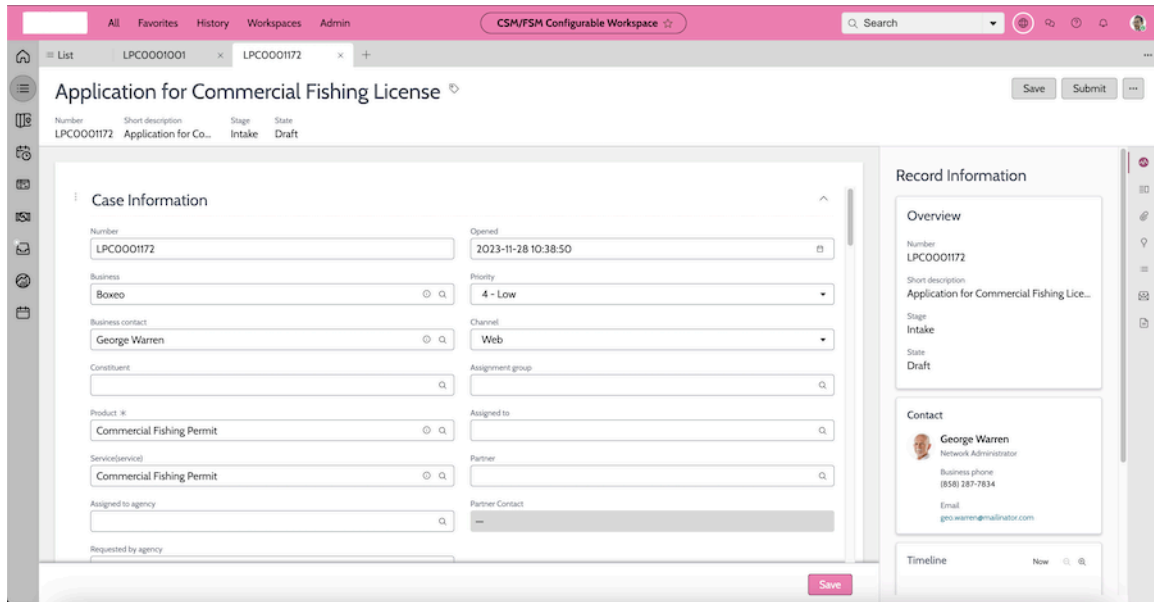 All Favorites History Workspaces Admin
CSM/FSM Configurable Workspace
Search
List LPC0001001 × LPC0001172 × +
Application for Commercial Fishing License
Save Submit
Number Short description Stage State
LPC0001172 Application for Co... Intake Draft
Case Information
Number
LPC0001172
Opened
2023-11-28 10:38:50
Business
Boxeo
Priority
4 - Low
Business contact
George Warren
Channel
Web
Constituent
Assignment group
Product
Commercial Fishing Permit
Assigned to
Service(service)
Commercial Fishing Permit
Partner
Assigned to agency
Partner Contact
—
Requested by agency
Save
Record Information
Overview
Number
LPC0001172
Short description
Application for Commercial Fishing Lice...
Stage
Intake
State
Draft
Contact
George Warren
Network Administrator
Business phone
(858) 287-7834
Email
geo.warren@mailinator.com
Timeline Now